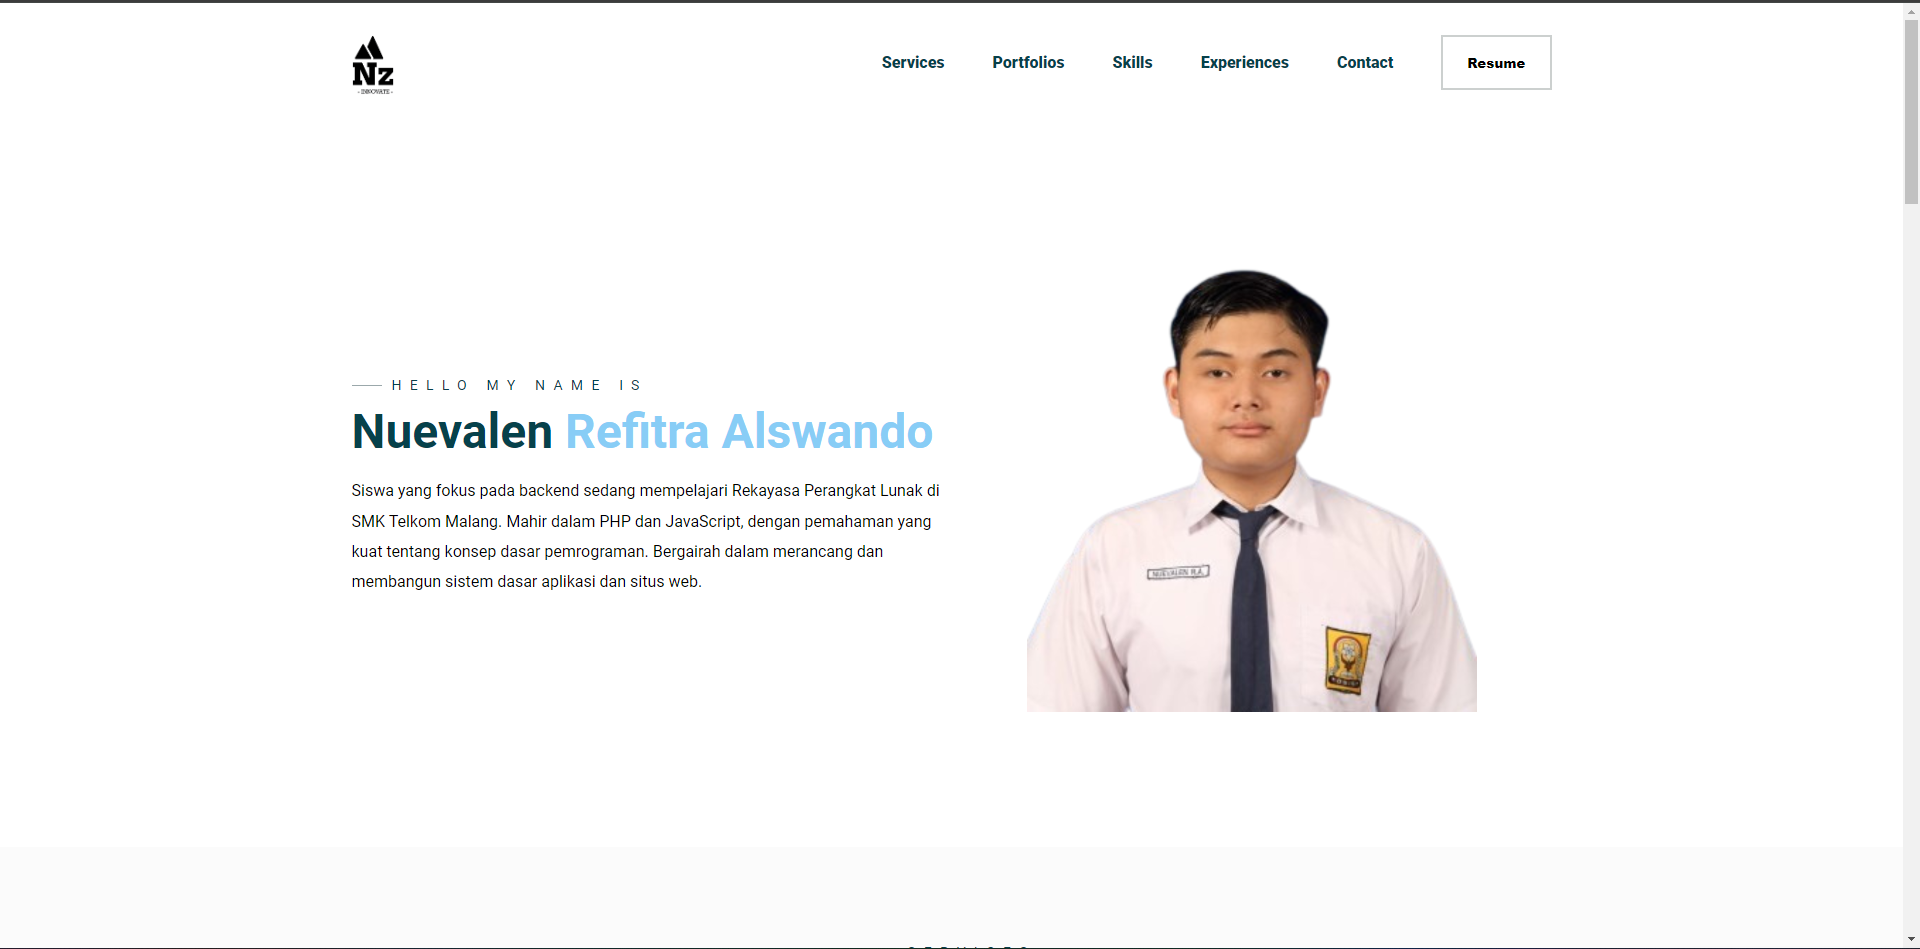 Nz
- INNOVATE -
Services
Portfolios
Skills
Experiences
Contact
Resume
HELLO MY NAME IS
Nuevalen Refitra Alswando
Siswa yang fokus pada backend sedang mempelajari Rekayasa Perangkat Lunak di
SMK Telkom Malang. Mahir dalam PHP dan JavaScript, dengan pemahaman yang
kuat tentang konsep dasar pemrograman. Bergairah dalam merancang dan
membangun sistem dasar aplikasi dan situs web.
NUEVALEN R.A.